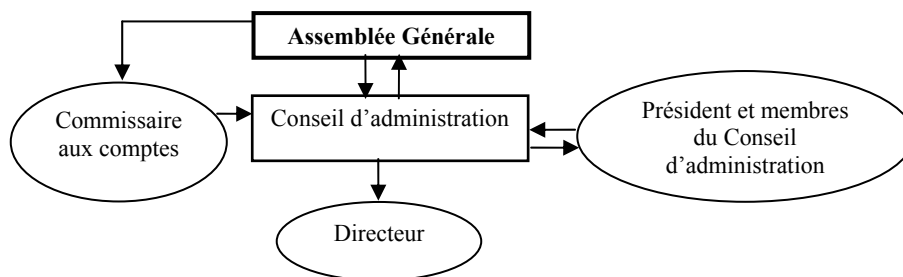 Assemblée Générale
Commissaire
aux comptes
Conseil d’administration
Président et membres
du Conseil
d’administration
Directeur